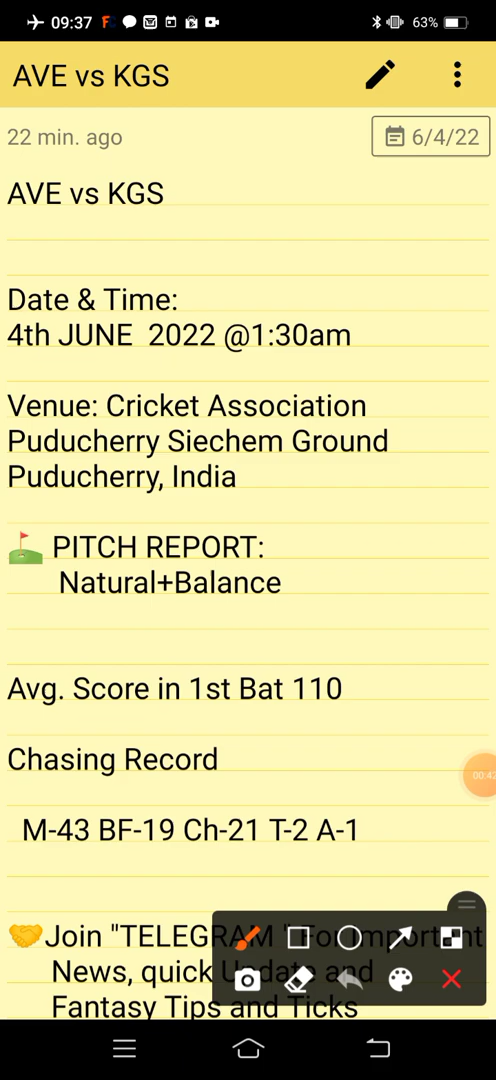 09:37
63%
AVE vs KGS
22 min. ago
6/4/22
AVE vs KGS
Date & Time:
4th JUNE 2022 @1:30am
Venue: Cricket Association
Puducherry Siechem Ground
Puducherry, India
PITCH REPORT:
Natural+Balance
Avg. Score in 1st Bat 110
Chasing Record
M-43 BF-19 Ch-21 T-2 A-1
00:42
Join "TELEGRAM " For important
News, quick Update and
Fantasy Tips and Ticks